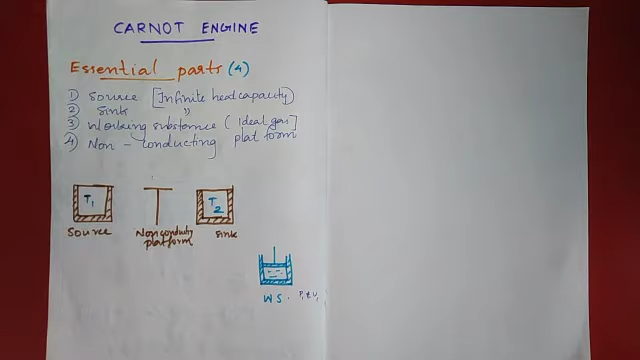 CARNOT ENGINE
Essential parts (4)
① Source [Infinite heat capacity)
② Sink "
③ Working substance ( Ideal gas]
④ Non - conducting plat form
T₁
T₂
Source
Non conductg
platform
Sink
W S .